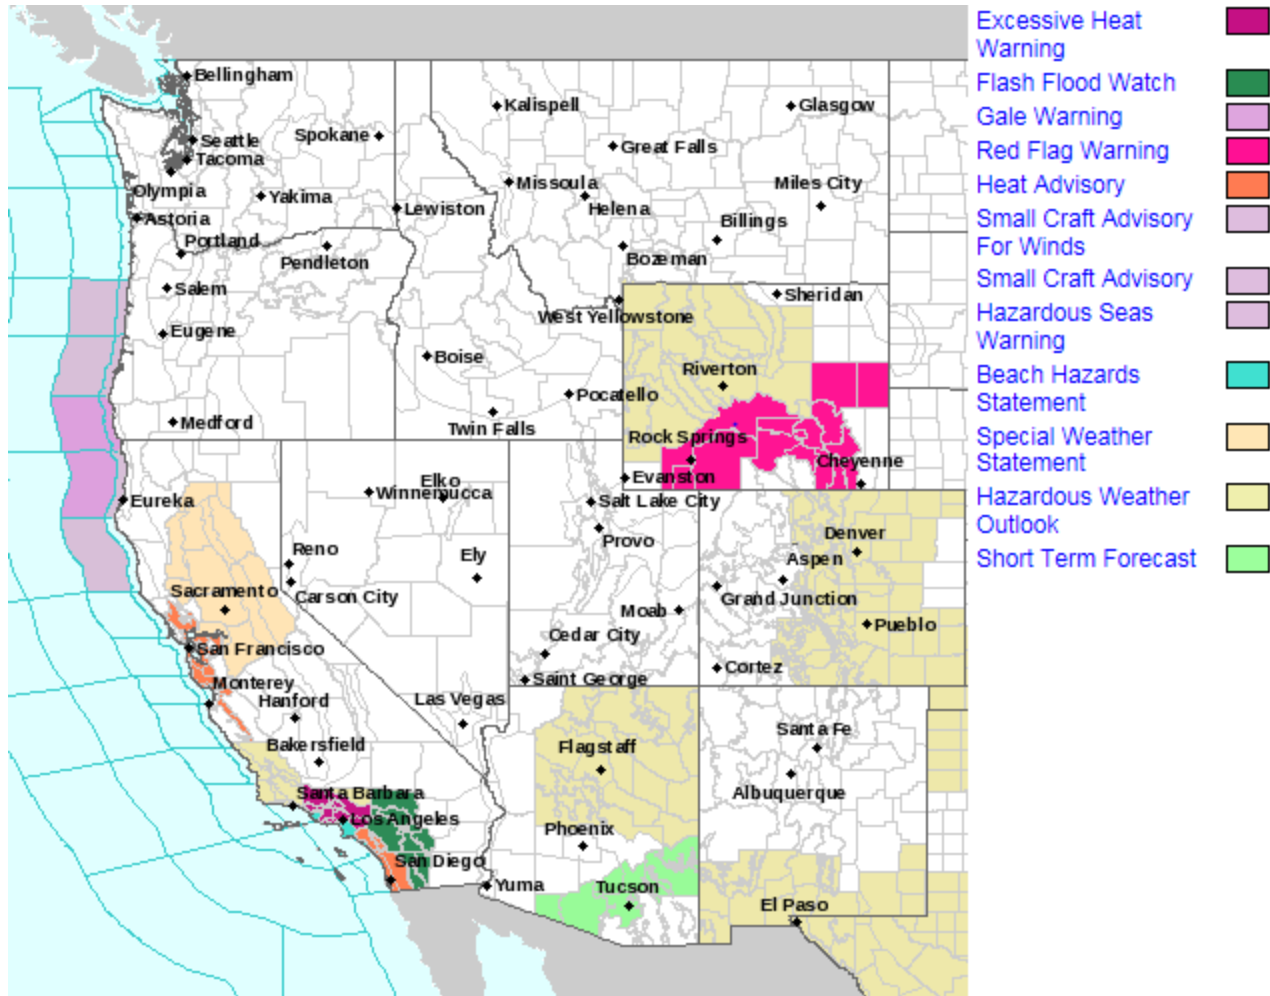 Bellingham
Seattle
Tacoma
Spokane
Olympia
Yakima
Astoria
Lewiston
Portland
Pendleton
Salem
Eugene
Medford
Kalispell
Glasgow
Great Falls
Missoula
Helena
Miles City
Billings
Bozeman
West Yellowstone
Sheridan
Boise
Pocatello
Twin Falls
Riverton
Rock Springs
Evanston
Cheyenne
Eureka
Winnemucca
Elko
Reno
Ely
Carson City
Salt Lake City
Provo
Moab
Cedar City
Saint George
Denver
Aspen
Grand Junction
Pueblo
Cortez
Sacramento
San Francisco
Monterey
Hanford
Bakersfield
Las Vegas
Santa Barbara
Los Angeles
San Diego
Flagstaff
Phoenix
Yuma
Tucson
Santa Fe
Albuquerque
El Paso
Excessive Heat
Warning
Flash Flood Watch
Gale Warning
Red Flag Warning
Heat Advisory
Small Craft Advisory
For Winds
Small Craft Advisory
Hazardous Seas
Warning
Beach Hazards
Statement
Special Weather
Statement
Hazardous Weather
Outlook
Short Term Forecast